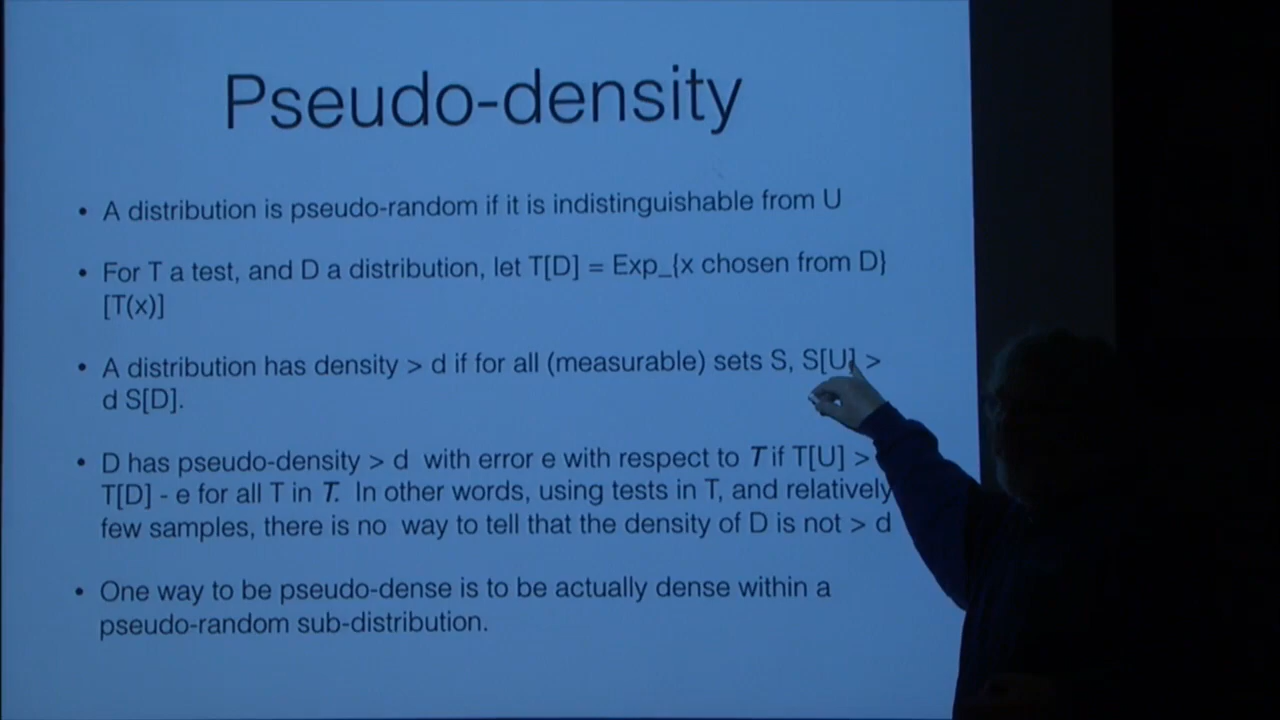 Pseudo-density
• A distribution is pseudo-random if it is indistinguishable from U
• For T a test, and D a distribution, let T[D] = Exp_{x chosen from D}
[T(x)]
• A distribution has density > d if for all (measurable) sets S, S[U] >
d S[D].
• D has pseudo-density > d with error e with respect to T if T[U] >
T[D] - e for all T in T. In other words, using tests in T, and relatively
few samples, there is no way to tell that the density of D is not > d
• One way to be pseudo-dense is to be actually dense within a
pseudo-random sub-distribution.